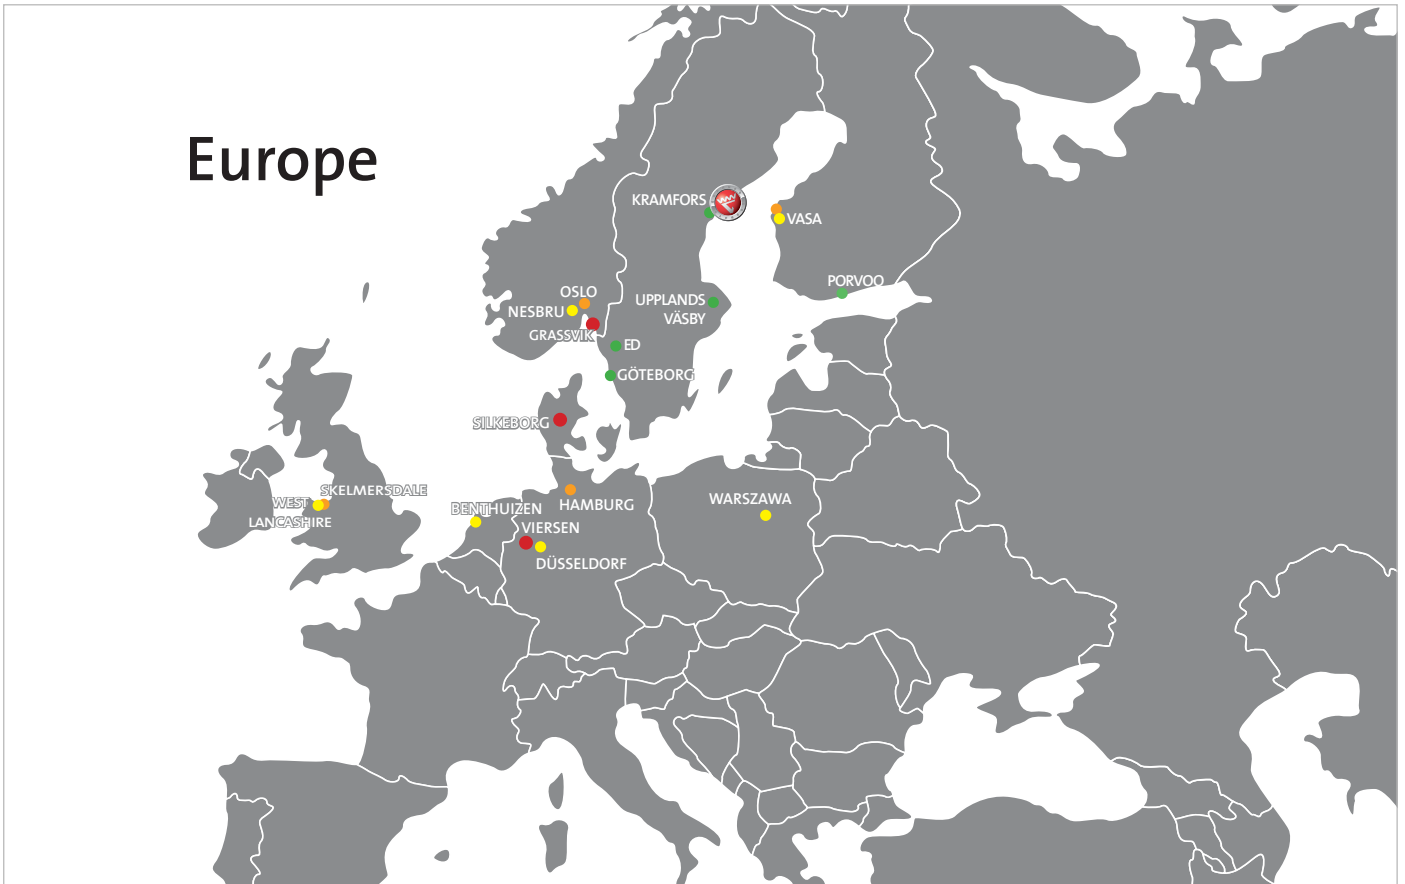 Europe
KRAMFORS
VASA
PORVOO
OSLO
NESBRU
UPPLANDS
VÄSBY
GRASSVIK
ED
GÖTEBORG
SILKEBORG
SKELMERSDALE
WEST
LANCASHIRE
BENTHUIZEN
HAMBURG
WARSZAWA
VIERSEN
DÜSSELDORF